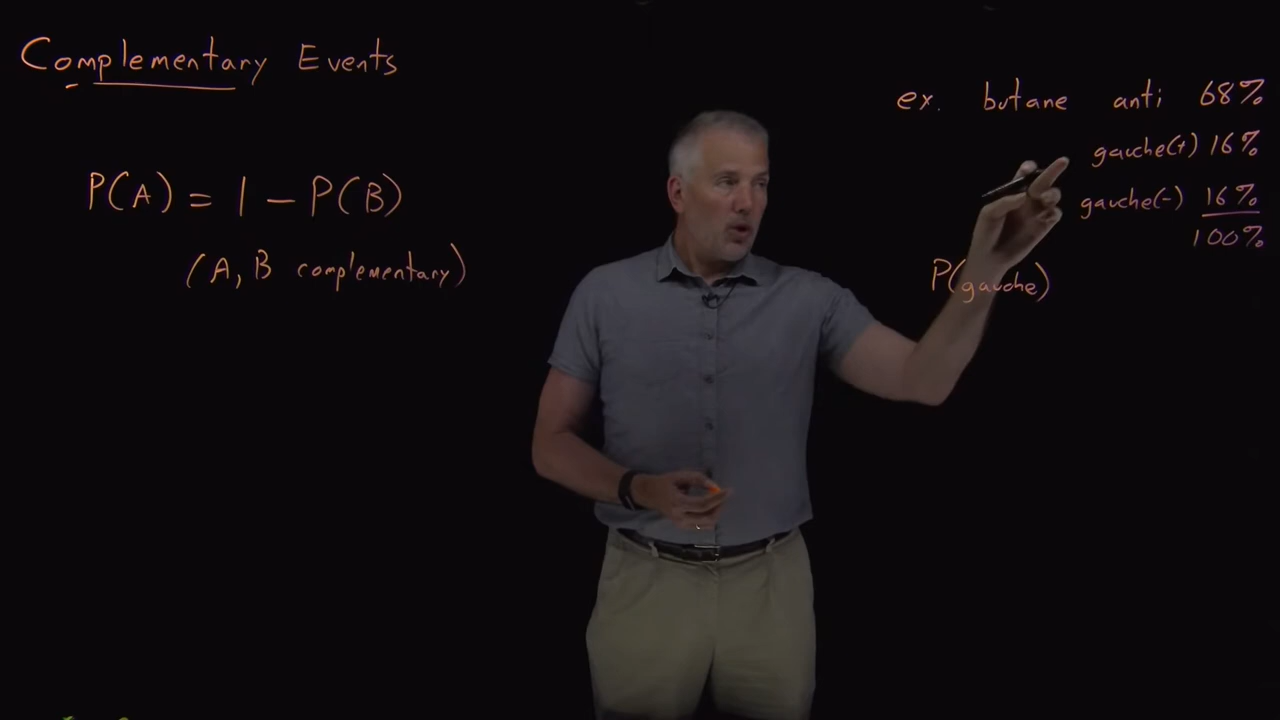 Complementary Events
P(A) = 1 - P(B)
(A, B complementary)
ex. butane anti 68%
gauche(+) 16%
gauche(-) 16%
100%
P(gauche)